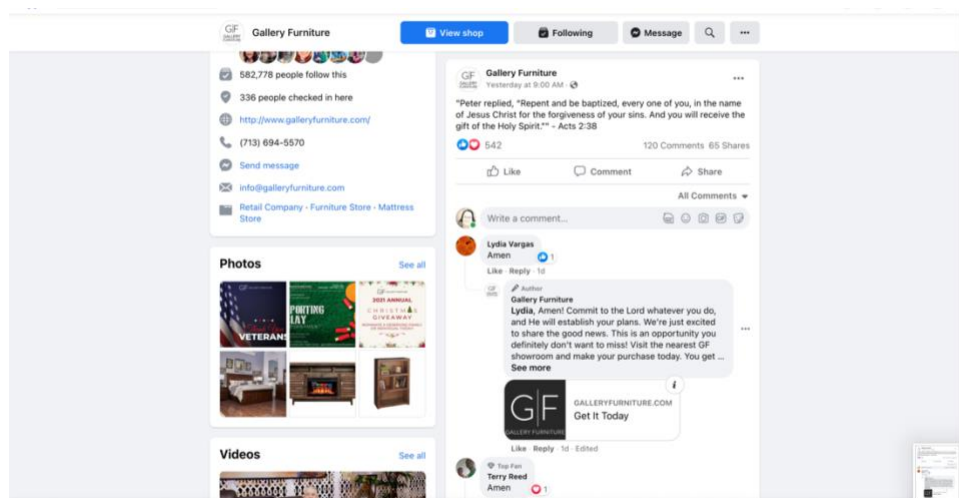 GF
GALLERY
FURNITURE
Gallery Furniture
View shop
Following
Message
582,778 people follow this
336 people checked in here
http://www.galleryfurniture.com/
(713) 694-5570
Send message
info@galleryfurniture.com
Retail Company · Furniture Store · Mattress
Store
Photos
See all
VETERANS
2021 ANNUAL
CHRISTMAS
GIVEAWAY
Videos
See all
GF
Gallery Furniture
Yesterday at 9:00 AM ·
"Peter replied, "Repent and be baptized, every one of you, in the name
of Jesus Christ for the forgiveness of your sins. And you will receive the
gift of the Holy Spirit."" - Acts 2:38
542
120 Comments 65 Shares
Like
Comment
Share
All Comments
Write a comment...
GIF
Lydia Vargas
Amen
1
Like · Reply · 1d
GF
Author
Gallery Furniture
Lydia, Amen! Commit to the Lord whatever you do,
and He will establish your plans. We're just excited
to share the good news. This is an opportunity you
definitely don't want to miss! Visit the nearest GF
showroom and make your purchase today. You get ...
See more
GF
GALLERY FURNITURE
GALLERYFURNITURE.COM
Get It Today
i
Like · Reply · 1d · Edited
Top Fan
Terry Reed
Amen
1